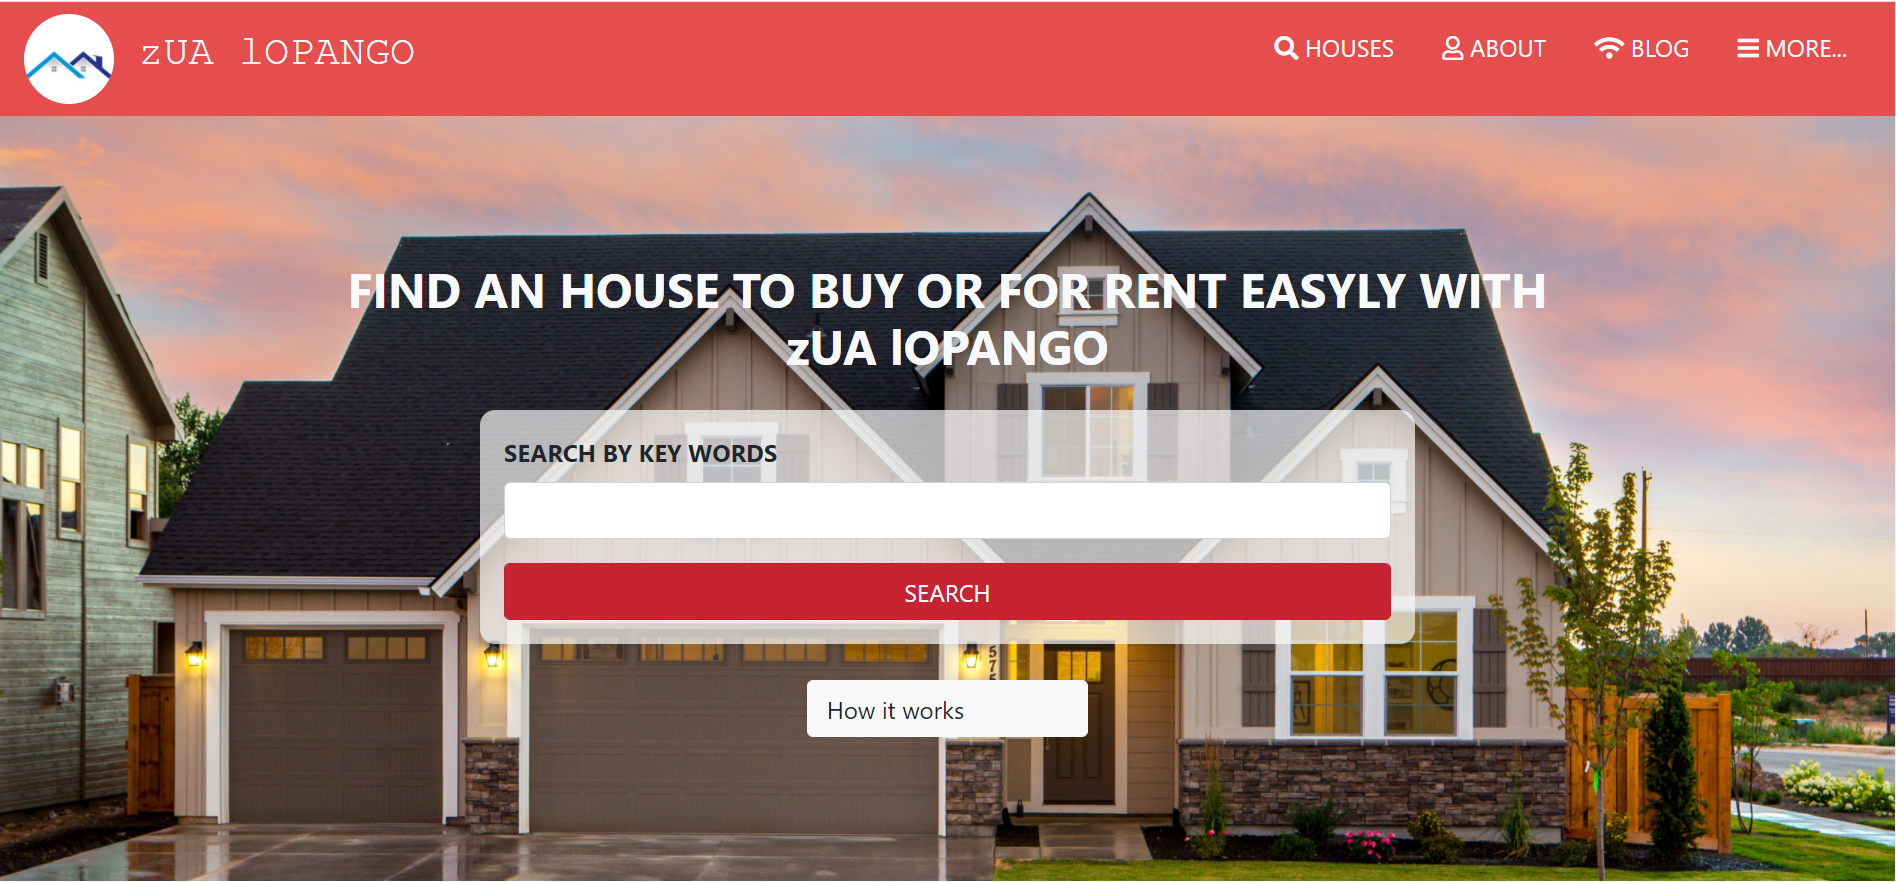 zUA lOPANGO
HOUSES
ABOUT
BLOG
MORE...
FIND AN HOUSE TO BUY OR FOR RENT EASYLY WITH
zUA lOPANGO
SEARCH BY KEY WORDS
SEARCH
575
How it works